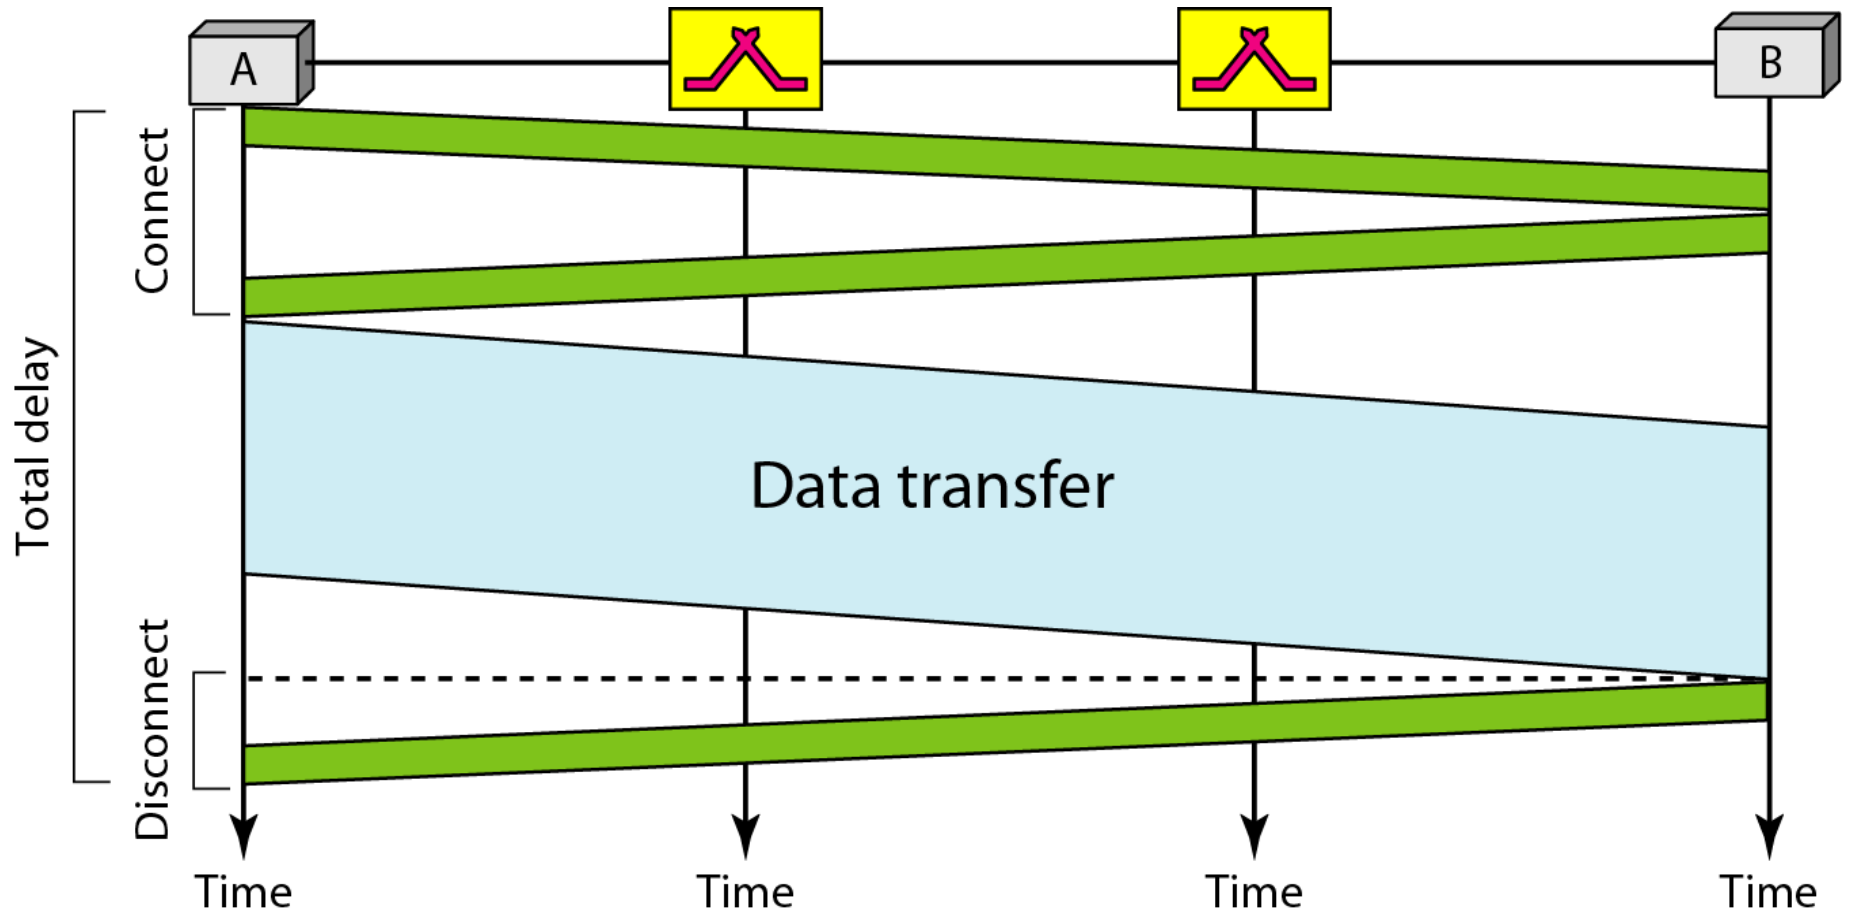 A
B
Connect
Total delay
Data transfer
Disconnect
Time
Time
Time
Time